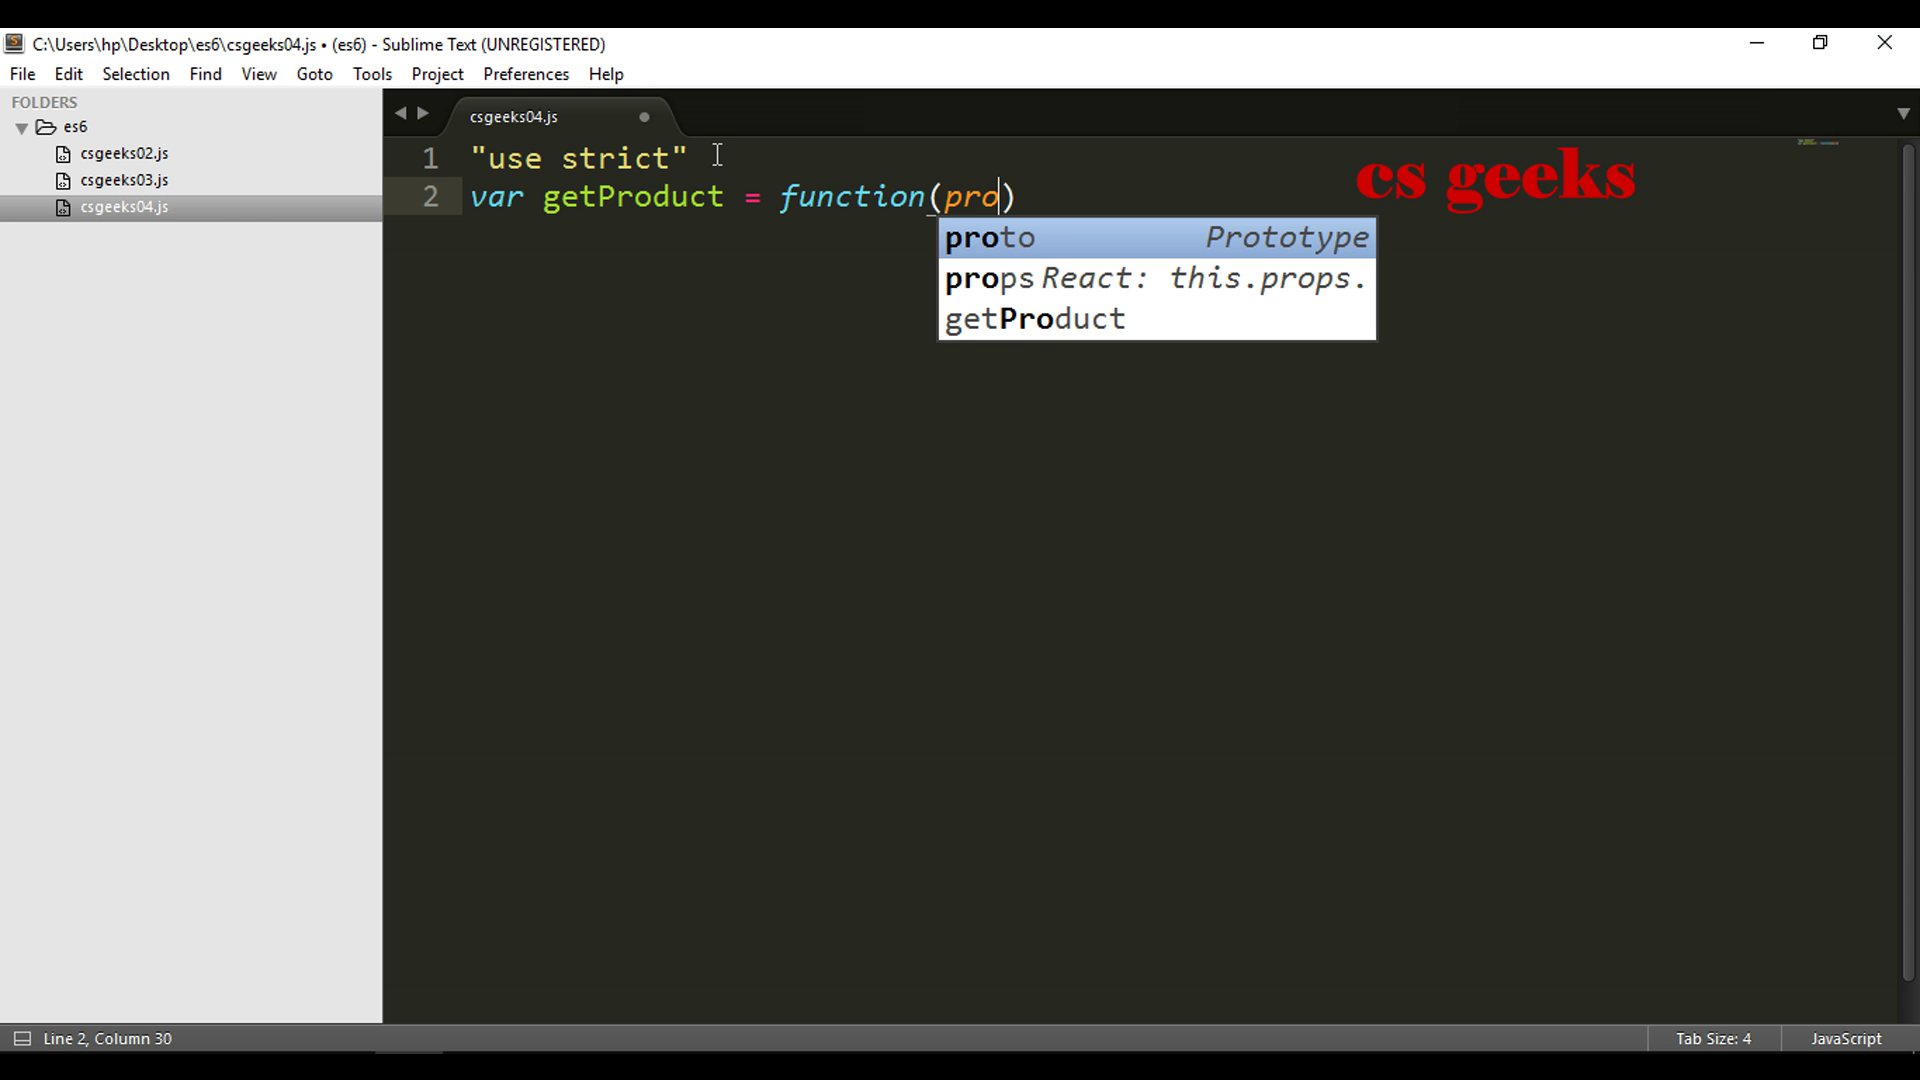 C:\Users\hp\Desktop\es6\csgeeks04.js • (es6) - Sublime Text (UNREGISTERED)
File Edit Selection Find View Goto Tools Project Preferences Help
FOLDERS
es6
csgeeks02.js
csgeeks03.js
csgeeks04.js
csgeeks04.js
1 "use strict"
2 var getProduct = function(pro)
proto Prototype
props React: this.props.
getProduct
cs geeks
Line 2, Column 30
Tab Size: 4
JavaScript